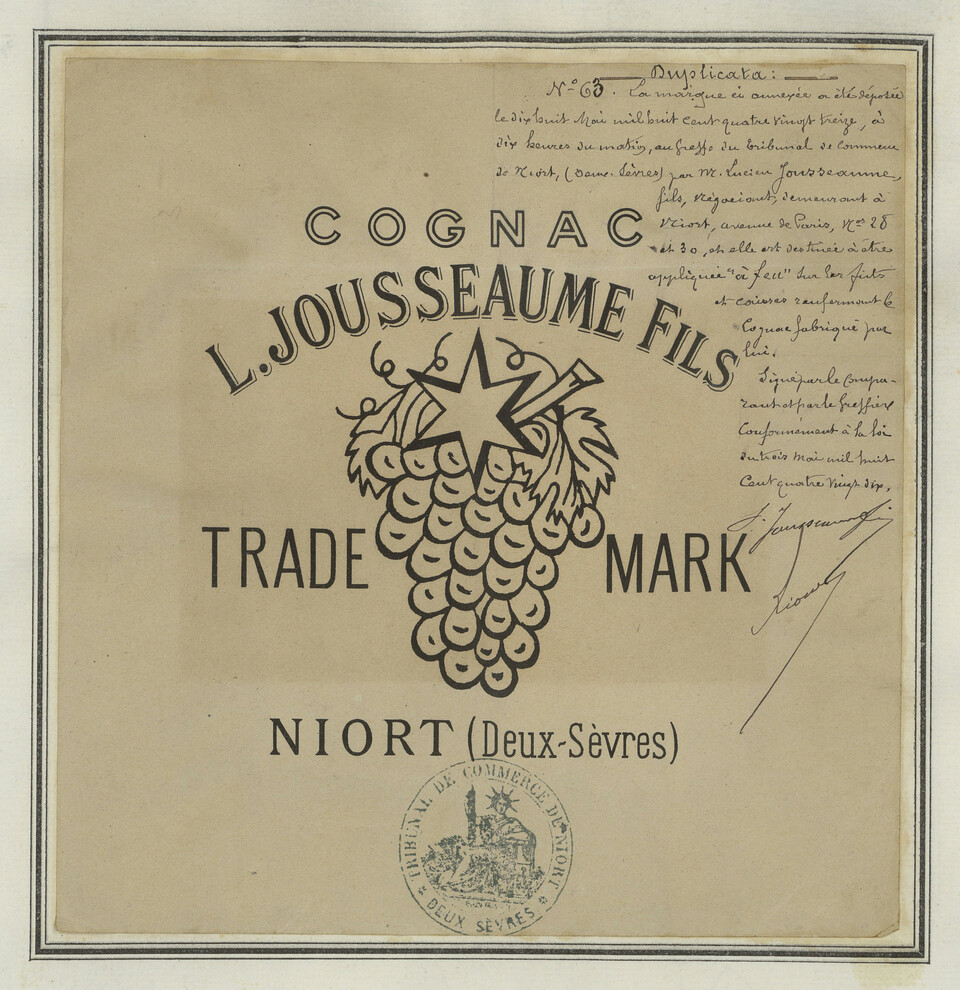 Duplicata :
N° 63. La marque ci annexée a été déposée
le dix huit Mai mil huit cent quatre vingt treize, à
dix heures du matin, au greffe du tribunal de commerce
de Niort, (Deux-Sèvres) par Mr. Lucien Jousseaume,
fils, Négociant, demeurant à
Niort, avenue de Paris, Nos 28
et 30, et elle est destinée à être
appliquée "à feu" sur les fûts
et caisses renfermant le
Cognac fabriqué par
lui.
Signé par le Compa-
rant et par le Greffier
Conformément à la loi
du trois Mai mil huit
Cent quatre vingt dix.
COGNAC
L. JOUSSEAUME FILS
TRADE MARK
NIORT (Deux-Sèvres)
TRIBUNAL DE COMMERCE DE NIORT
* DEUX SÈVRES *